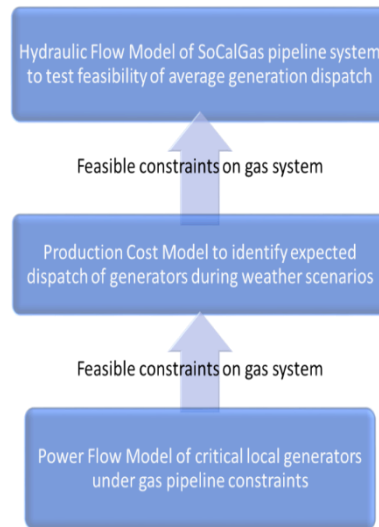 Hydraulic Flow Model of SoCalGas pipeline system
to test feasibility of average generation dispatch
Feasible constraints on gas system
Production Cost Model to identify expected
dispatch of generators during weather scenarios
Feasible constraints on gas system
Power Flow Model of critical local generators
under gas pipeline constraints